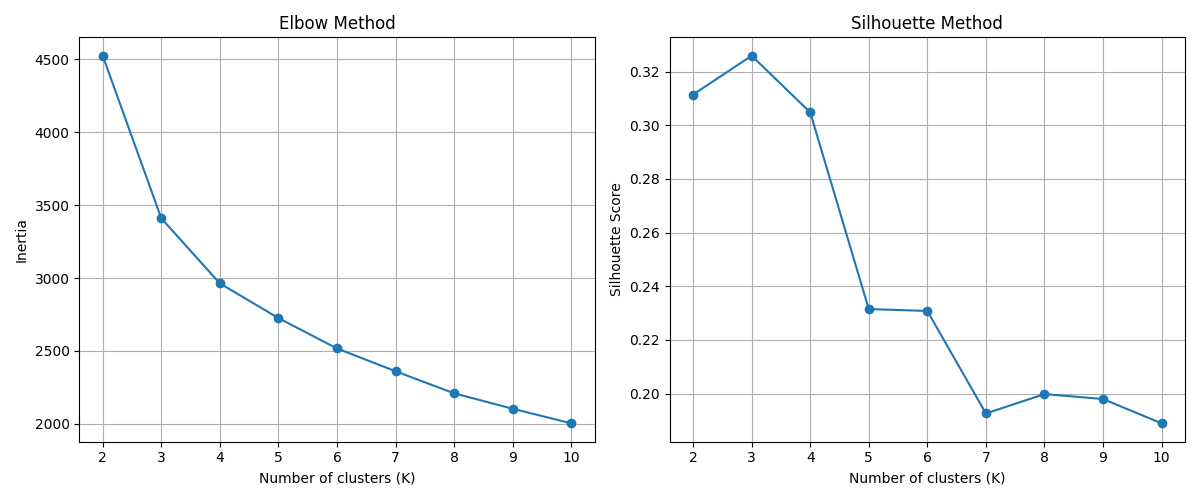 Elbow Method
Inertia
4500
4000
3500
3000
2500
2000
2 3 4 5 6 7 8 9 10
Number of clusters (K)
Silhouette Method
Silhouette Score
0.32
0.30
0.28
0.26
0.24
0.22
0.20
2 3 4 5 6 7 8 9 10
Number of clusters (K)